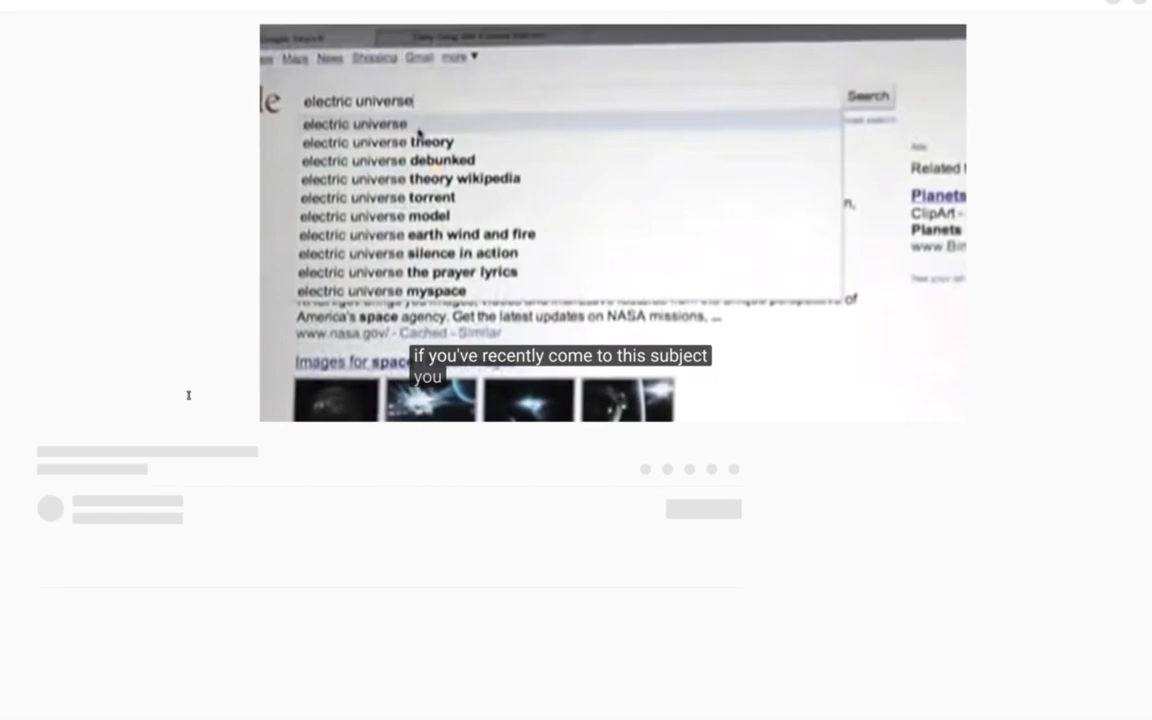 Maps News Shopping Gmail more
le electric universe Search
electric universe
electric universe theory
electric universe debunked
electric universe theory wikipedia
electric universe torrent
electric universe model
electric universe earth wind and fire
electric universe silence in action
electric universe the prayer lyrics
electric universe myspace
of
America's space agency. Get the latest updates on NASA missions, ...
www.nasa.gov/ - Cached - Similar
Images for spac
n,
Related
Planets
ClipArt -
Planets
www.Bin
if you've recently come to this subject
you